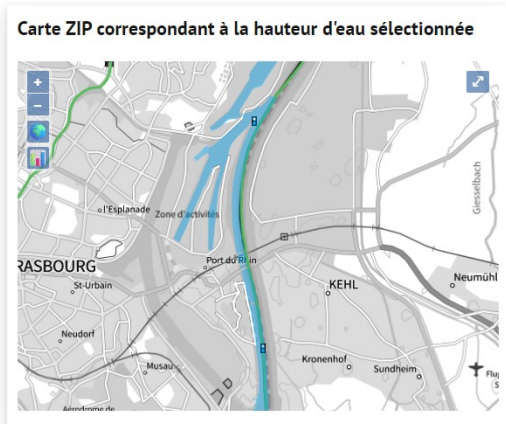 Carte ZIP correspondant à la hauteur d'eau sélectionnée
+
−
l'Esplanade
Zone d'activités
Giesselbach
RASBOURG
Port du Rhin
St-Urbain
KEHL
Neumühl
Neudorf
Musau
Kronenhof
Sundheim
Flug
S
Aérodrome de